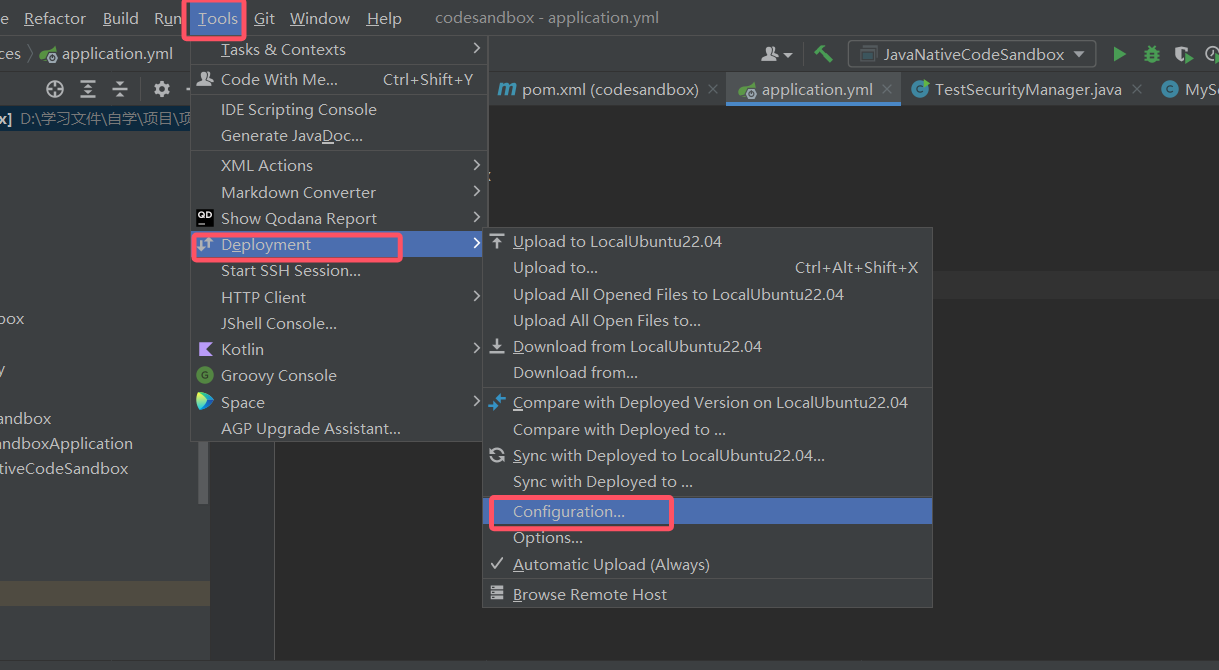 e Refactor Build Run Tools Git Window Help codesandbox - application.yml
ces application.yml
JavaNativeCodeSandbox
pom.xml (codesandbox) application.yml TestSecurityManager.java MyS
x] D:\学习文件\自学\项目\项
Tasks & Contexts
Code With Me... Ctrl+Shift+Y
IDE Scripting Console
Generate JavaDoc...
XML Actions
Markdown Converter
Show Qodana Report
Deployment
Start SSH Session...
HTTP Client
JShell Console...
Kotlin
Groovy Console
Space
AGP Upgrade Assistant...
Upload to LocalUbuntu22.04
Upload to... Ctrl+Alt+Shift+X
Upload All Opened Files to LocalUbuntu22.04
Upload All Open Files to...
Download from LocalUbuntu22.04
Download from...
Compare with Deployed Version on LocalUbuntu22.04
Compare with Deployed to ...
Sync with Deployed to LocalUbuntu22.04...
Sync with Deployed to ...
Configuration...
Options...
Automatic Upload (Always)
Browse Remote Host
box
y
andbox
andboxApplication
tiveCodeSandbox